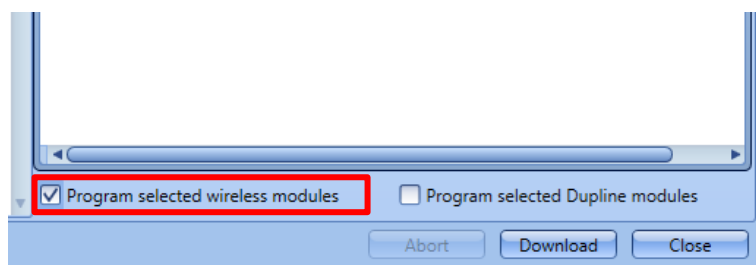 Program selected wireless modules Program selected Dupline modules
Abort Download Close